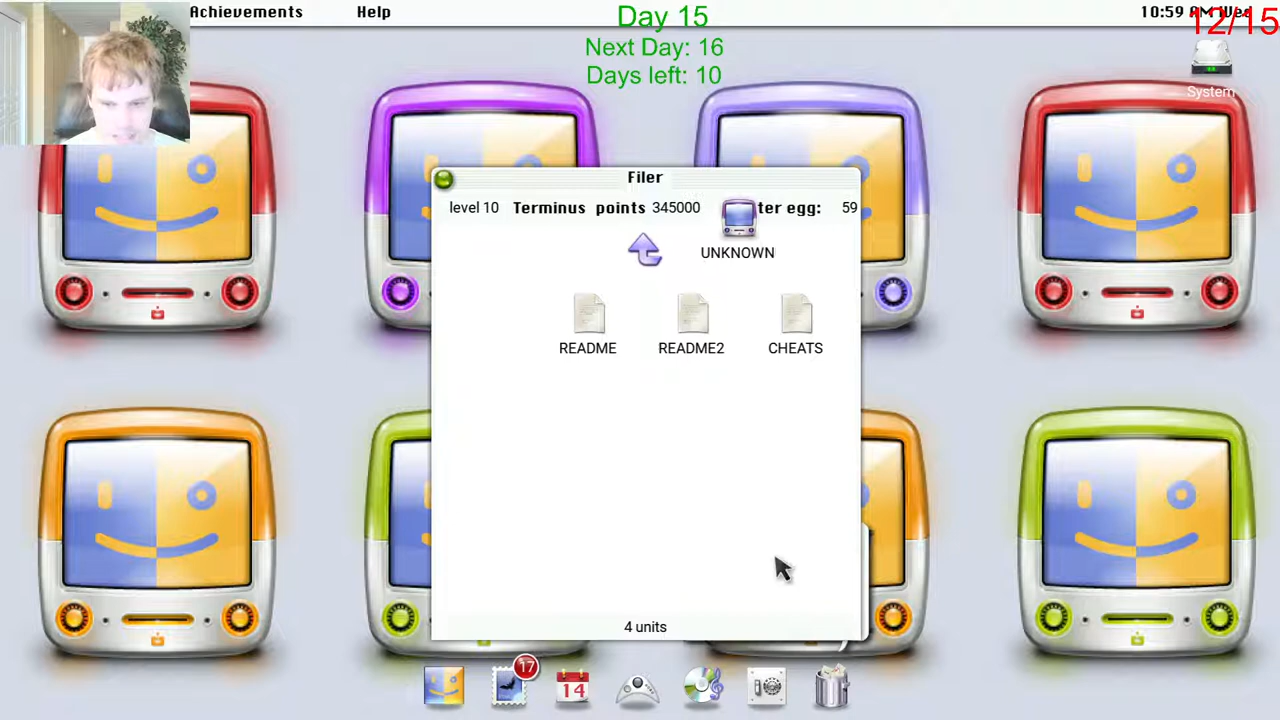 Achievements Help
Day 15
10:59 AM Wed
12/15
Next Day: 16
Days left: 10
System
Filer
level 10 Terminus points 345000 ter egg: 59
UNKNOWN
README README2 CHEATS
4 units
17
14